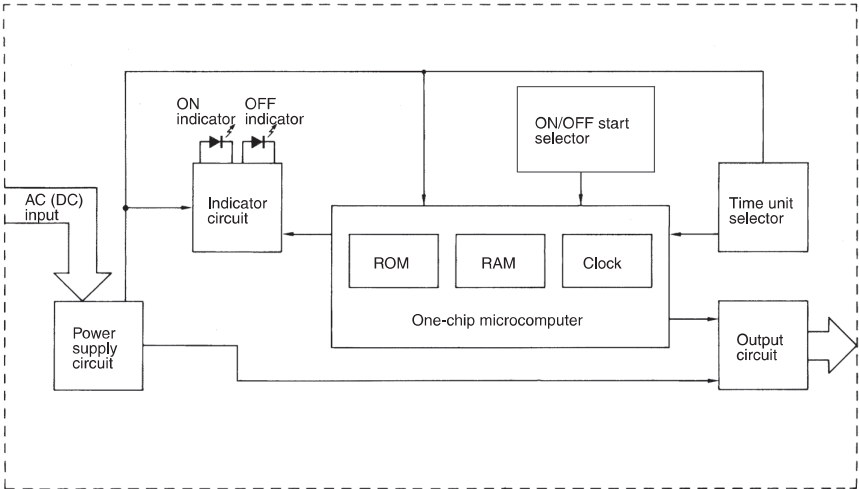 ON
indicator
OFF
indicator
ON/OFF start
selector
AC (DC)
input
Indicator
circuit
Time unit
selector
ROM
RAM
Clock
One-chip microcomputer
Power
supply
circuit
Output
circuit